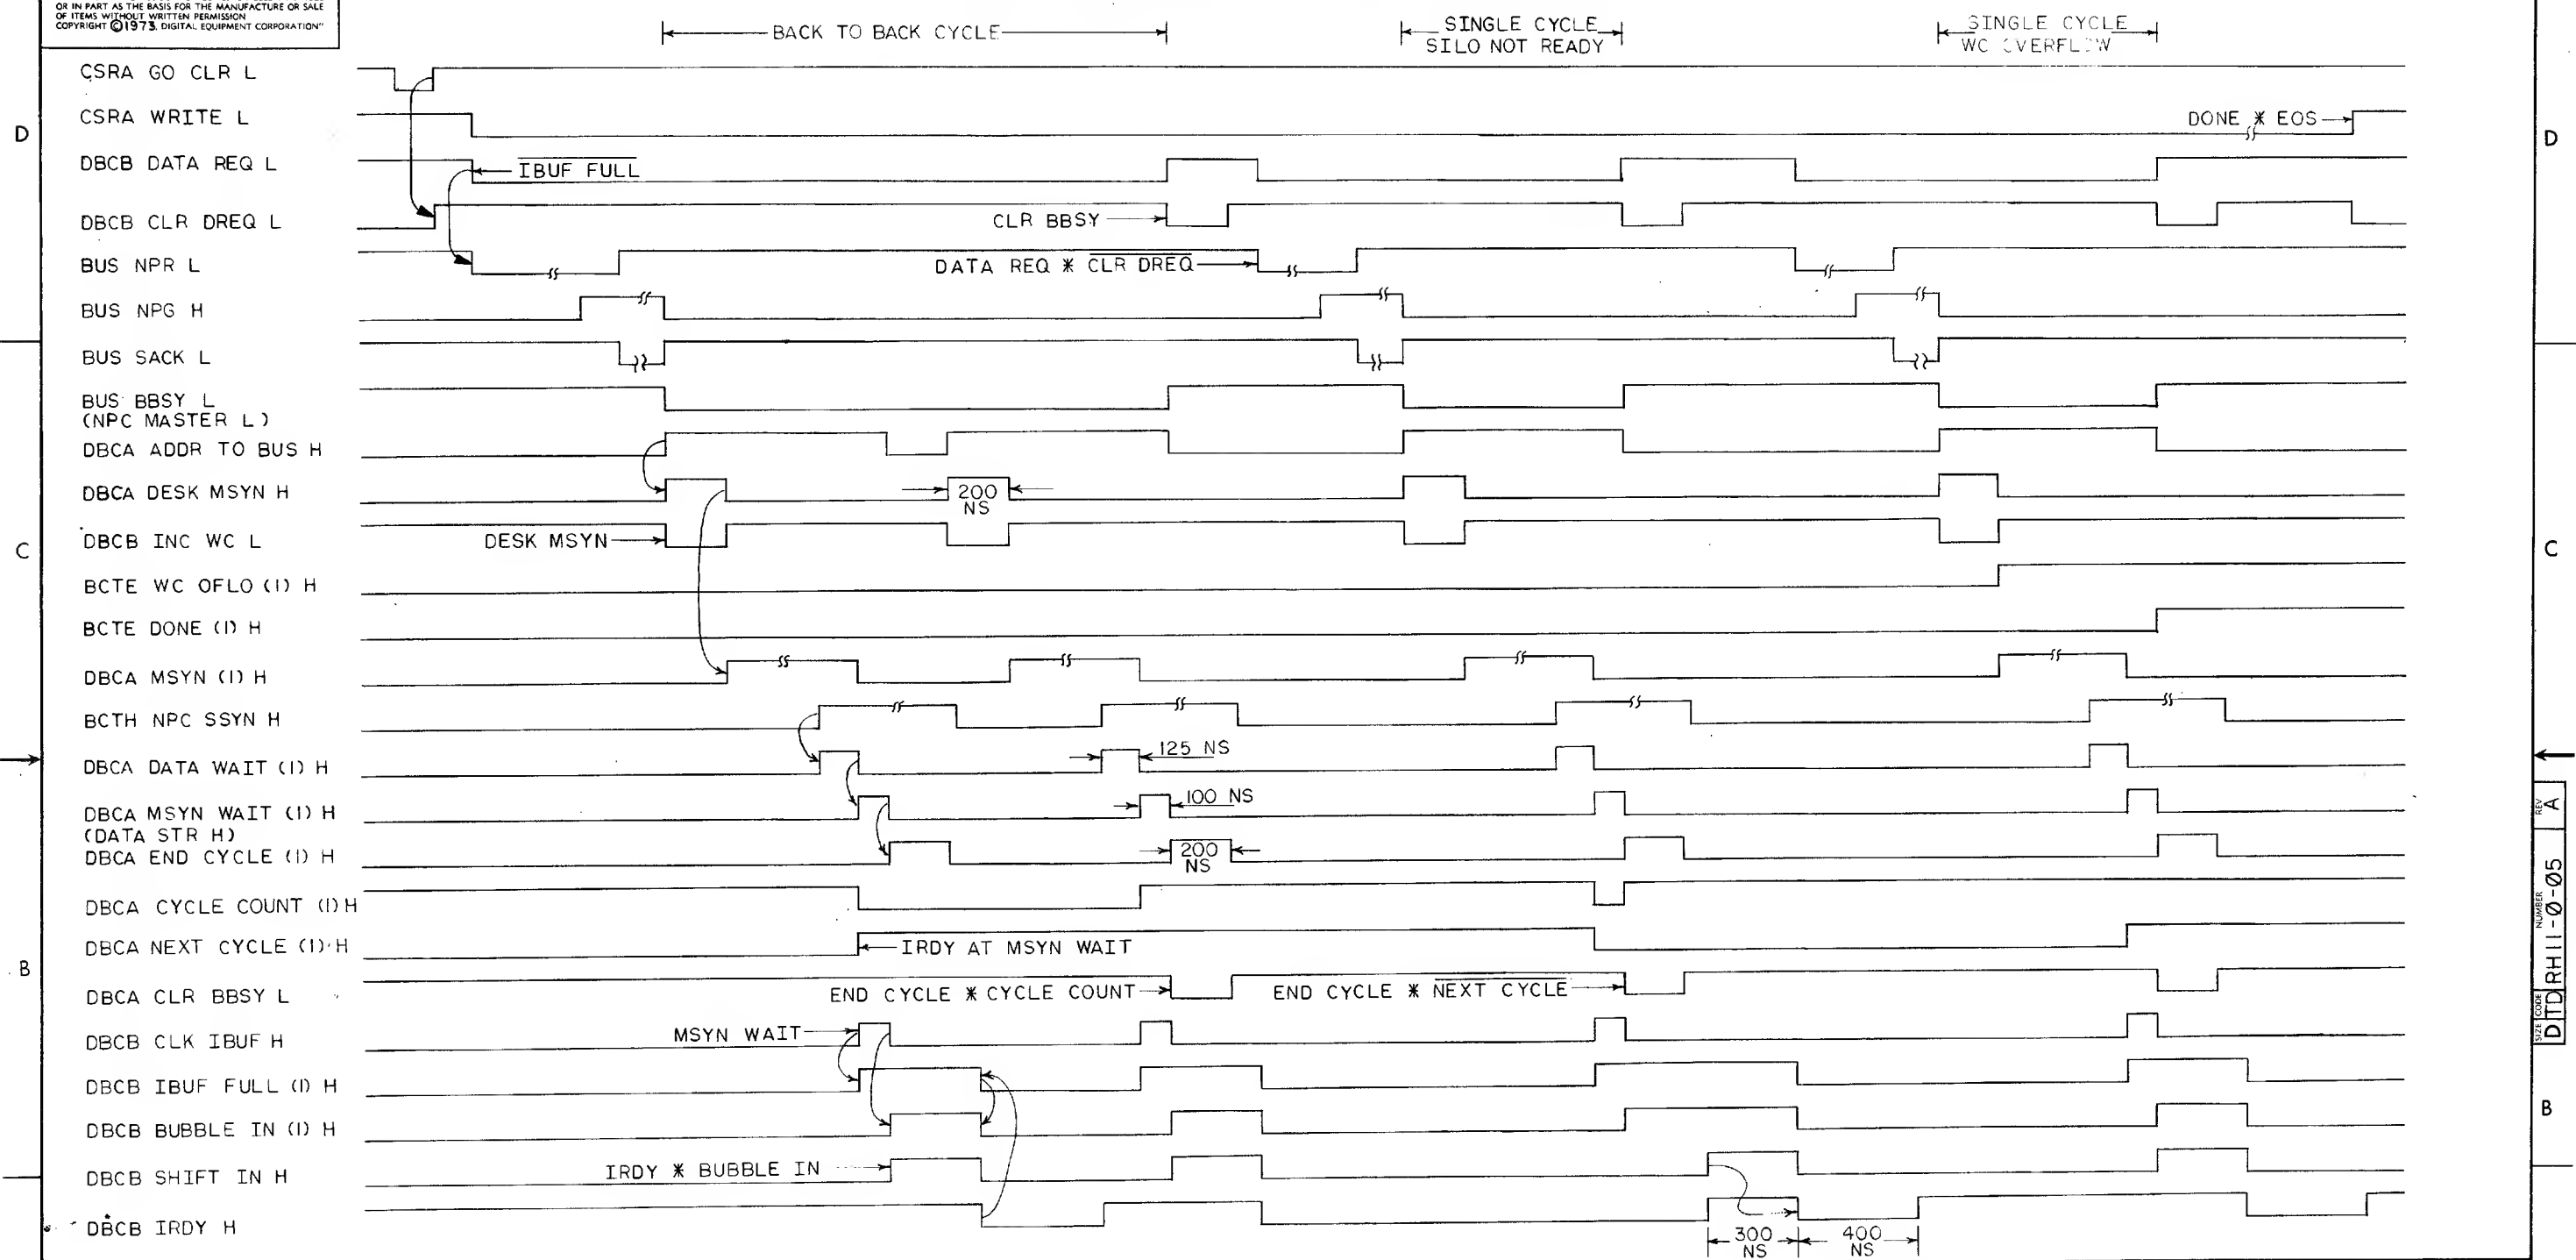 OR IN PART AS THE BASIS FOR THE MANUFACTURE OR SALE
OF ITEMS WITHOUT WRITTEN PERMISSION
COPYRIGHT ©1973, DIGITAL EQUIPMENT CORPORATION"
BACK TO BACK CYCLE
SINGLE CYCLE
SILO NOT READY
SINGLE CYCLE
WC OVERFLOW
CSRA GO CLR L
CSRA WRITE L
DONE * EOS
D
D
DBCB DATA REQ L
IBUF FULL
DBCB CLR DREQ L
CLR BBSY
BUS NPR L
DATA REQ * CLR DREQ
BUS NPG H
BUS SACK L
BUS BBSY L
(NPC MASTER L)
DBCA ADDR TO BUS H
DBCA DESK MSYN H
200
NS
DBCB INC WC L
DESK MSYN
C
C
BCTE WC OFLO (1) H
BCTE DONE (1) H
DBCA MSYN (1) H
BCTH NPC SSYN H
DBCA DATA WAIT (1) H
125 NS
DBCA MSYN WAIT (1) H
(DATA STR H)
100 NS
DBCA END CYCLE (1) H
200
NS
DBCA CYCLE COUNT (1) H
DBCA NEXT CYCLE (1) H
IRDY AT MSYN WAIT
B
DBCA CLR BBSY L
END CYCLE * CYCLE COUNT
END CYCLE * NEXT CYCLE
DBCB CLK IBUF H
MSYN WAIT
DBCB IBUF FULL (1) H
DBCB BUBBLE IN (1) H
B
DBCB SHIFT IN H
IRDY * BUBBLE IN
DBCB IRDY H
300
NS
400
NS
REV
A
NUMBER
RH11-0-05
SIZE
D
CODE
TD